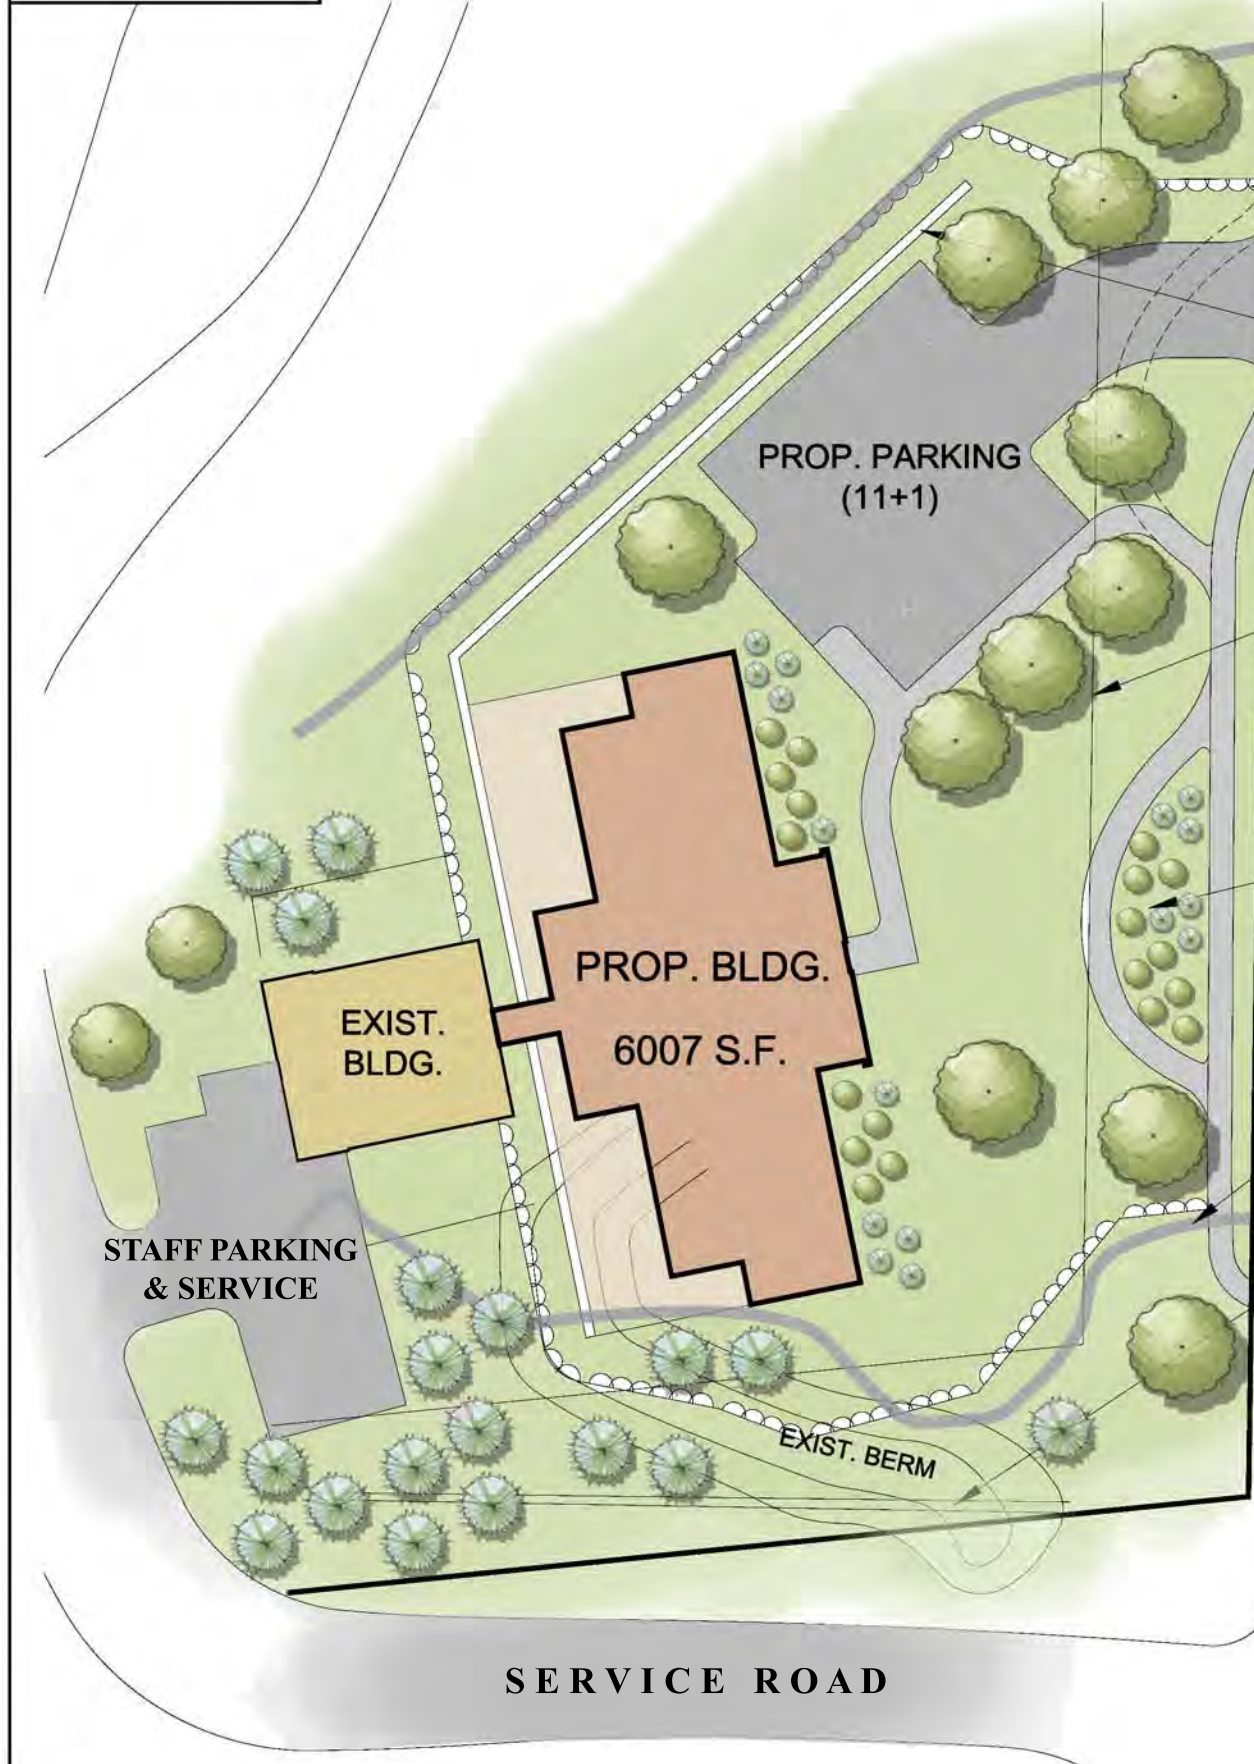 PROP. PARKING
(11+1)
PROP. BLDG.
6007 S.F.
EXIST.
BLDG.
STAFF PARKING
& SERVICE
EXIST. BERM
SERVICE ROAD